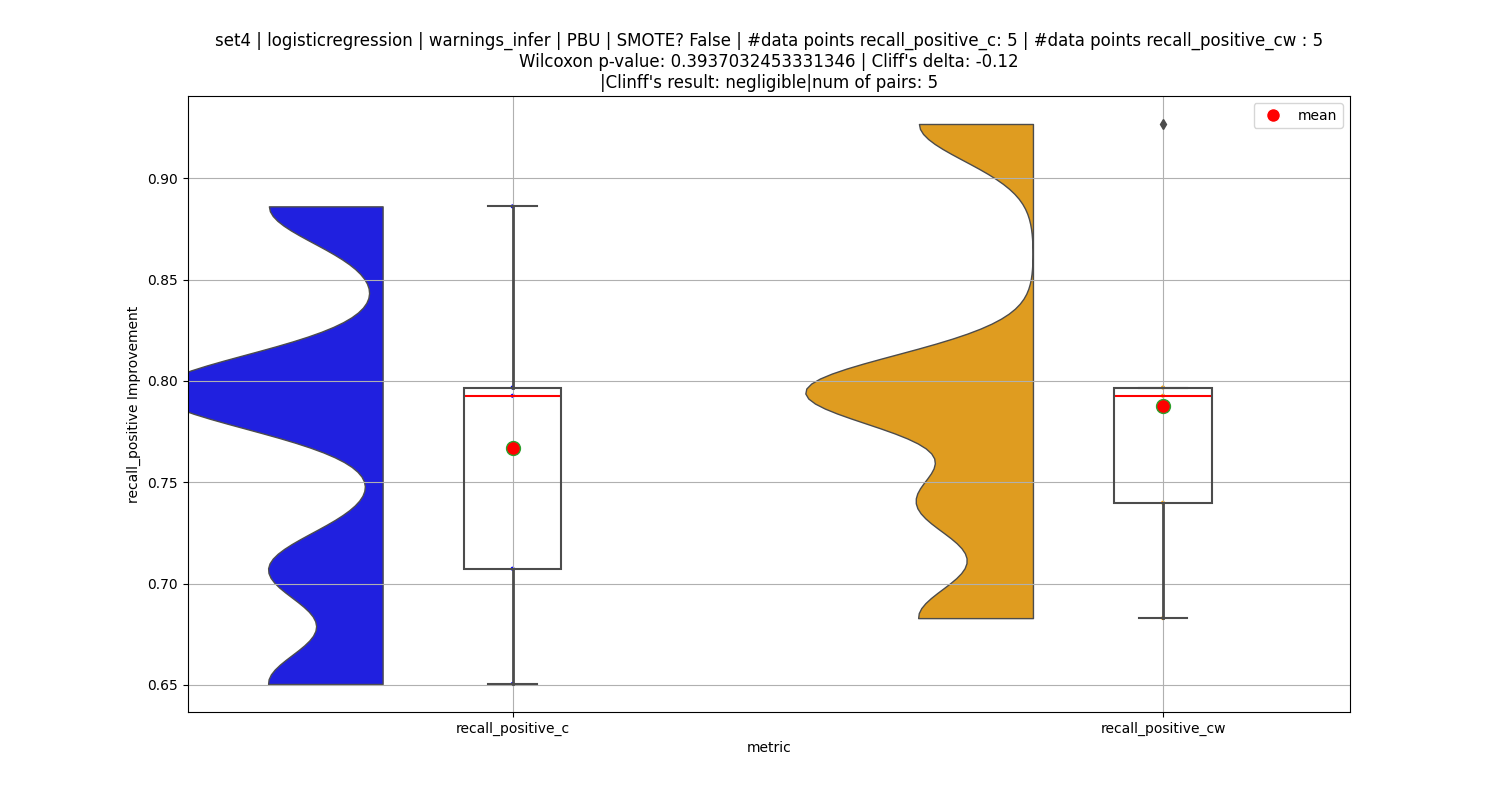 set4 | logisticregression | warnings_infer | PBU | SMOTE? False | #data points recall_positive_c: 5 | #data points recall_positive_cw : 5
Wilcoxon p-value: 0.3937032453331346 | Cliff's delta: -0.12
|Clinff's result: negligible|num of pairs: 5
mean
0.90
0.85
0.80
0.75
0.70
0.65
recall_positive Improvement
recall_positive_c
recall_positive_cw
metric